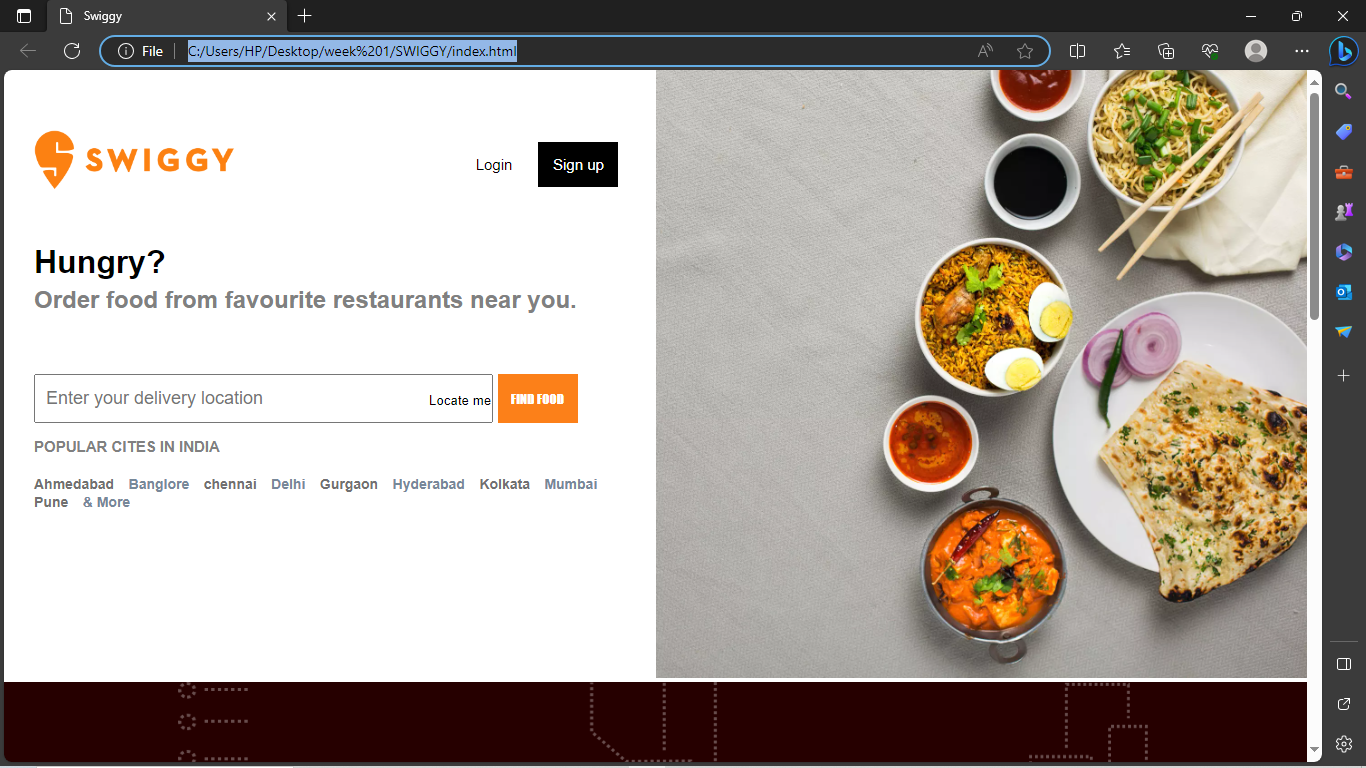 Swiggy
File C:/Users/HP/Desktop/week%201/SWIGGY/index.html
SWIGGY
Login Sign up
Hungry?
Order food from favourite restaurants near you.
Enter your delivery location Locate me FIND FOOD
POPULAR CITES IN INDIA
Ahmedabad Banglore chennai Delhi Gurgaon Hyderabad Kolkata Mumbai
Pune & More